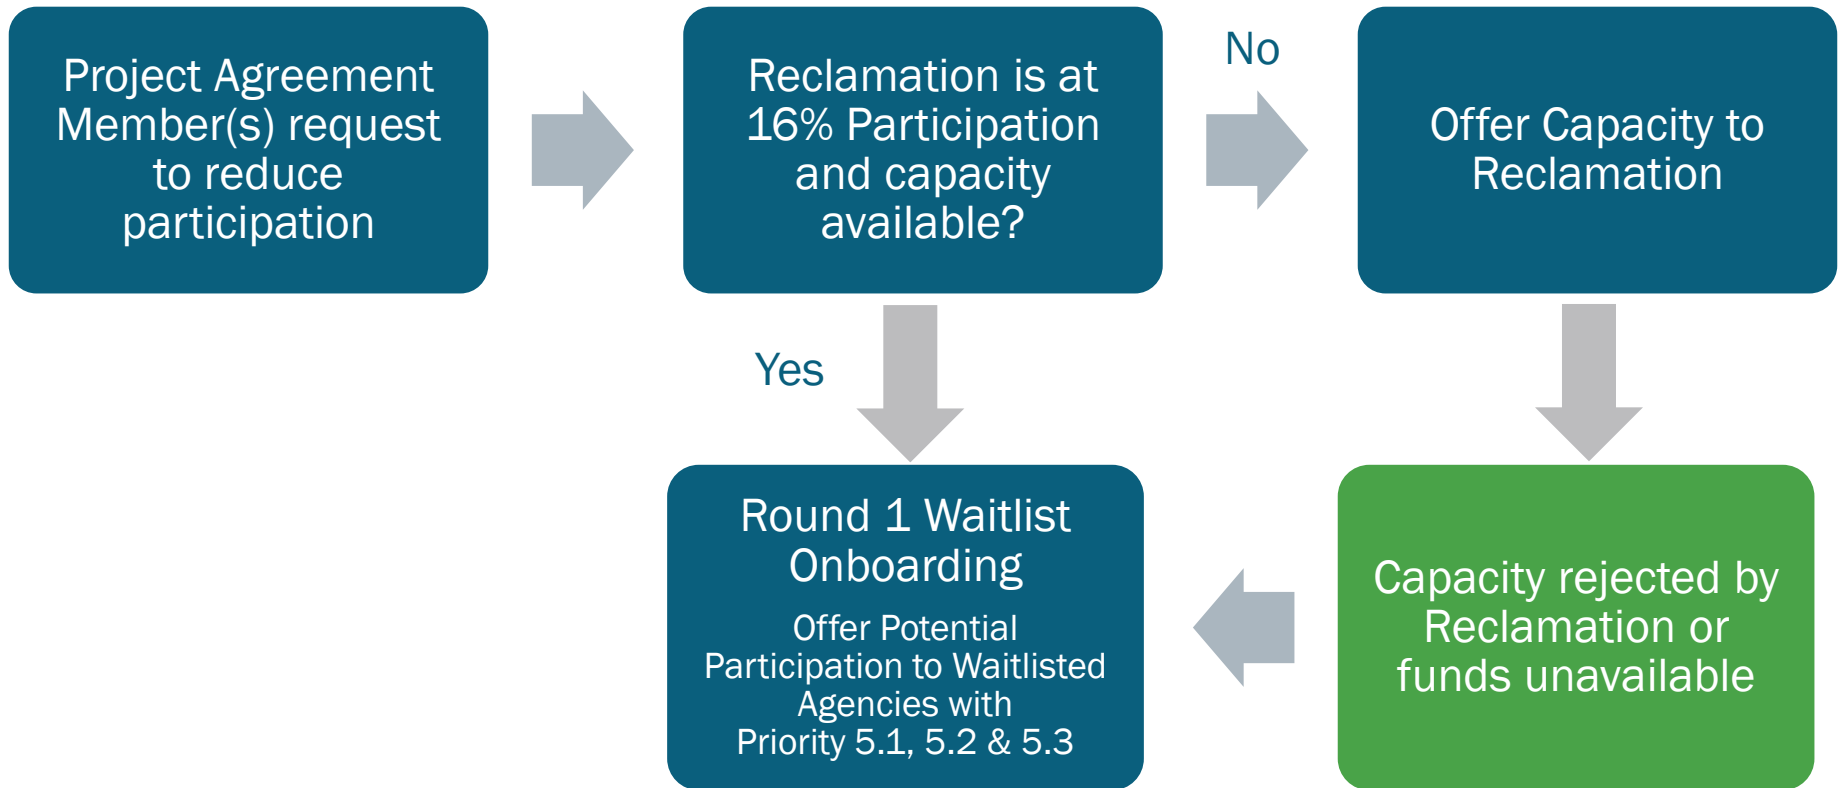 Project Agreement
Member(s) request
to reduce
participation
Reclamation is at
16% Participation
and capacity
available?
No
Offer Capacity to
Reclamation
Yes
Round 1 Waitlist
Onboarding
Offer Potential
Participation to Waitlisted
Agencies with
Priority 5.1, 5.2 & 5.3
Capacity rejected by
Reclamation or
funds unavailable